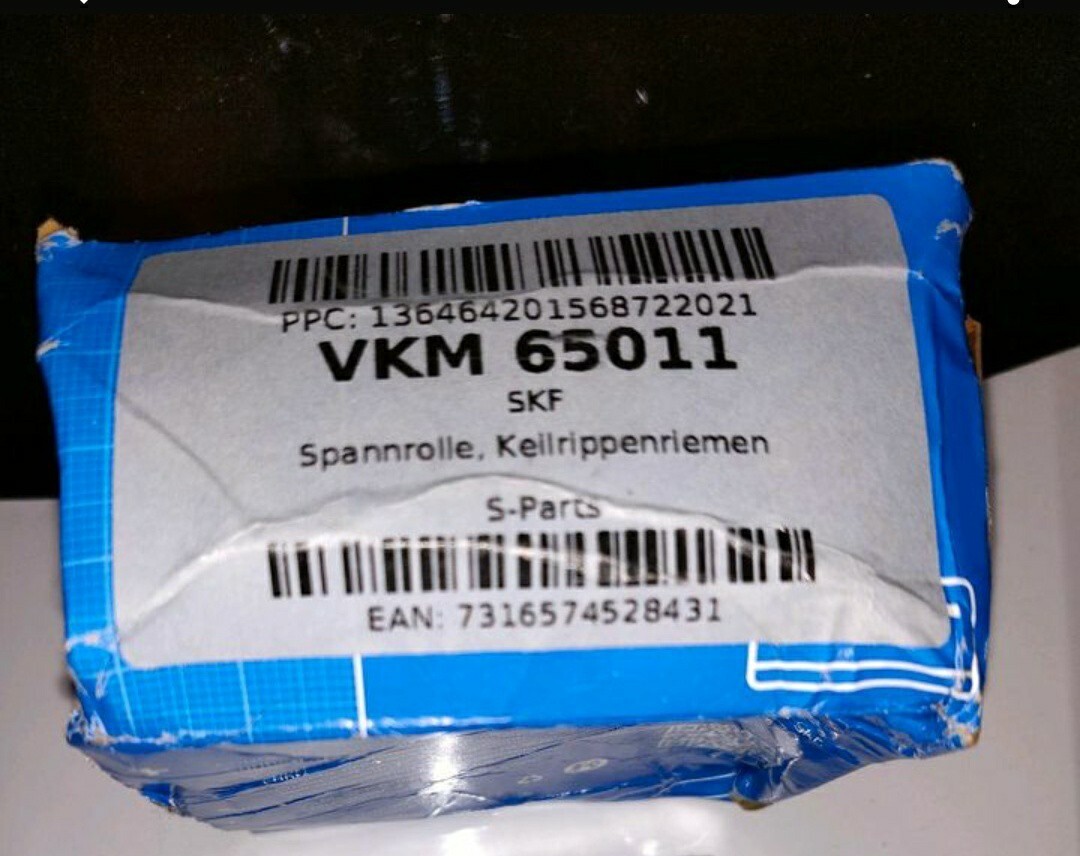 PPC: 136464201568722021
VKM 65011
SKF
Spannrolle, Keilrippenriemen
S-Parts
EAN: 7316574528431